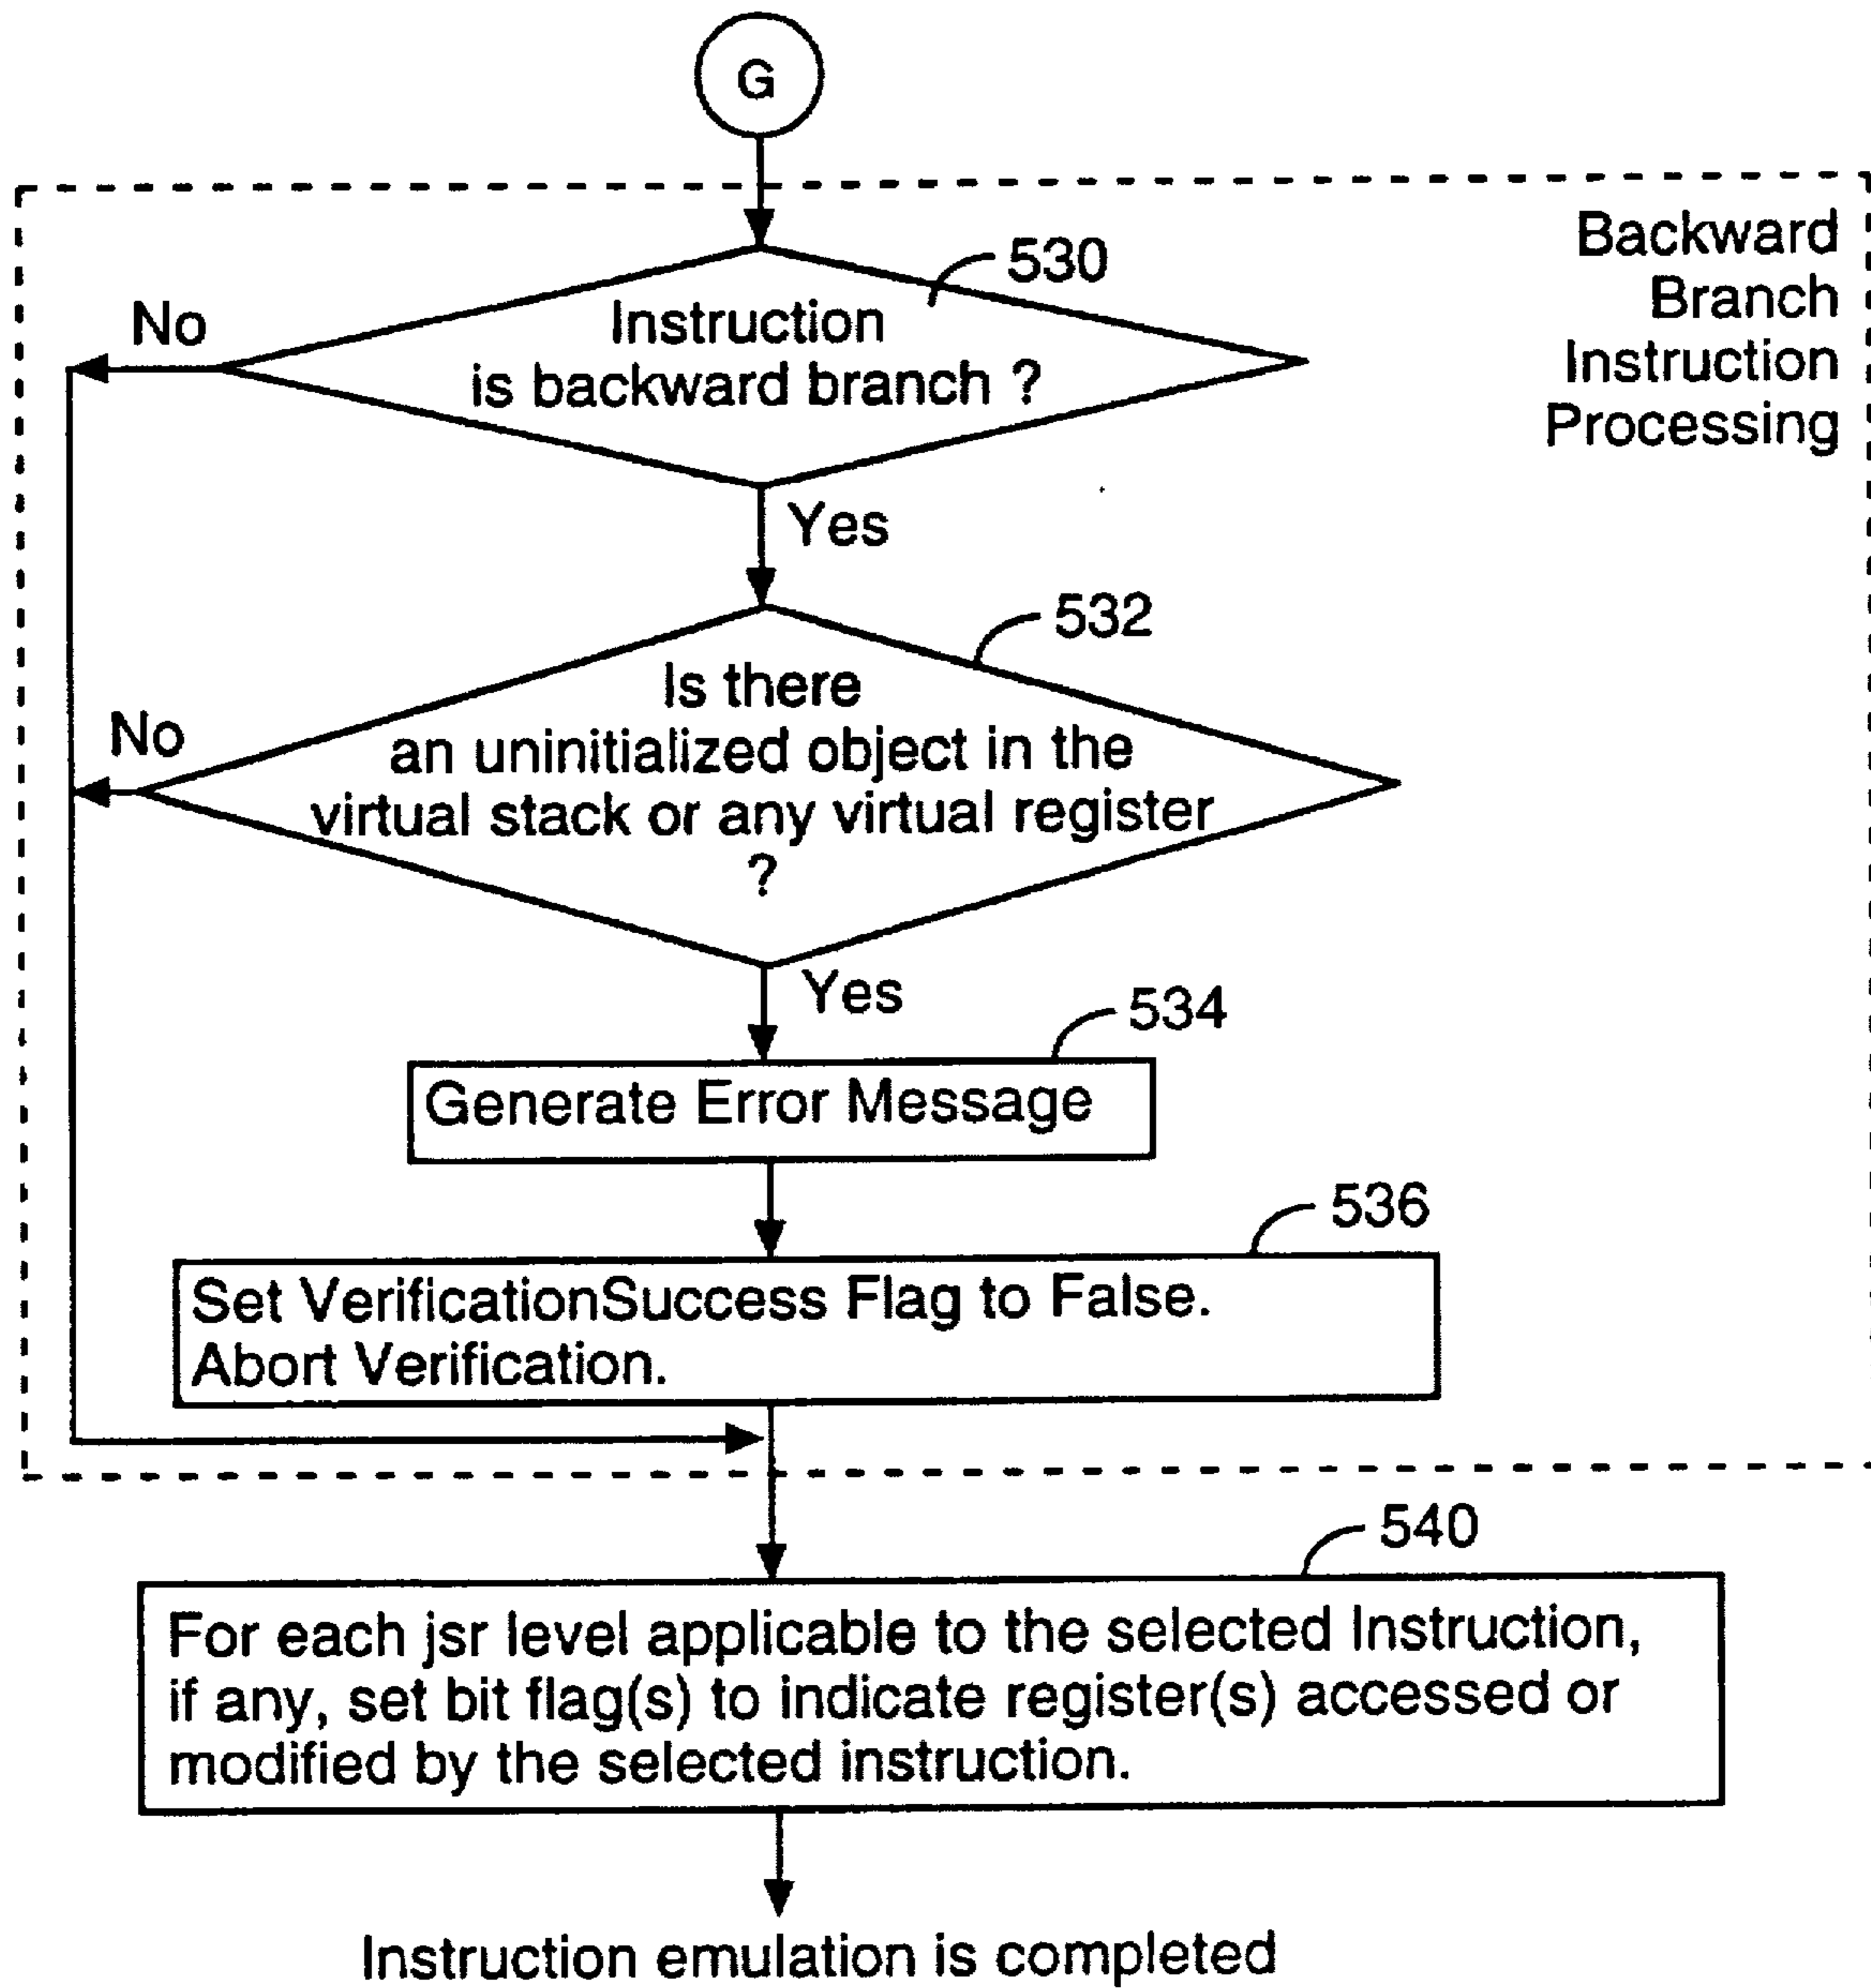 G
Backward
Branch
Instruction
Processing
530
Instruction
is backward branch ?
No
Yes
532
Is there
an uninitialized object in the
virtual stack or any virtual register
?
No
Yes
534
Generate Error Message
536
Set VerificationSuccess Flag to False.
Abort Verification.
540
For each jsr level applicable to the selected Instruction,
if any, set bit flag(s) to indicate register(s) accessed or
modified by the selected instruction.
Instruction emulation is completed